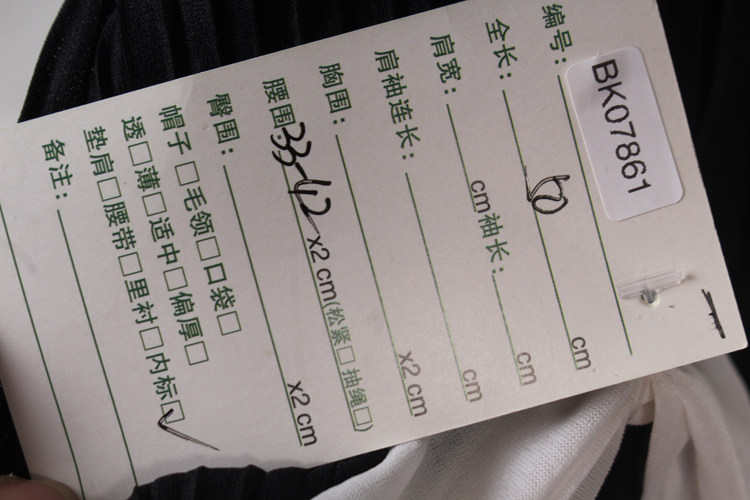 编号: BK07861
全长: 60 cm
肩宽: cm 袖长: cm
肩袖连长: cm
胸围: x2 cm
腰围: 33-42 x2 cm(松紧□ 抽绳□)
臀围: x2 cm
帽子□毛领□口袋□
透□薄□适中□偏厚□
垫肩□腰带□里衬□内标□✓
备注: